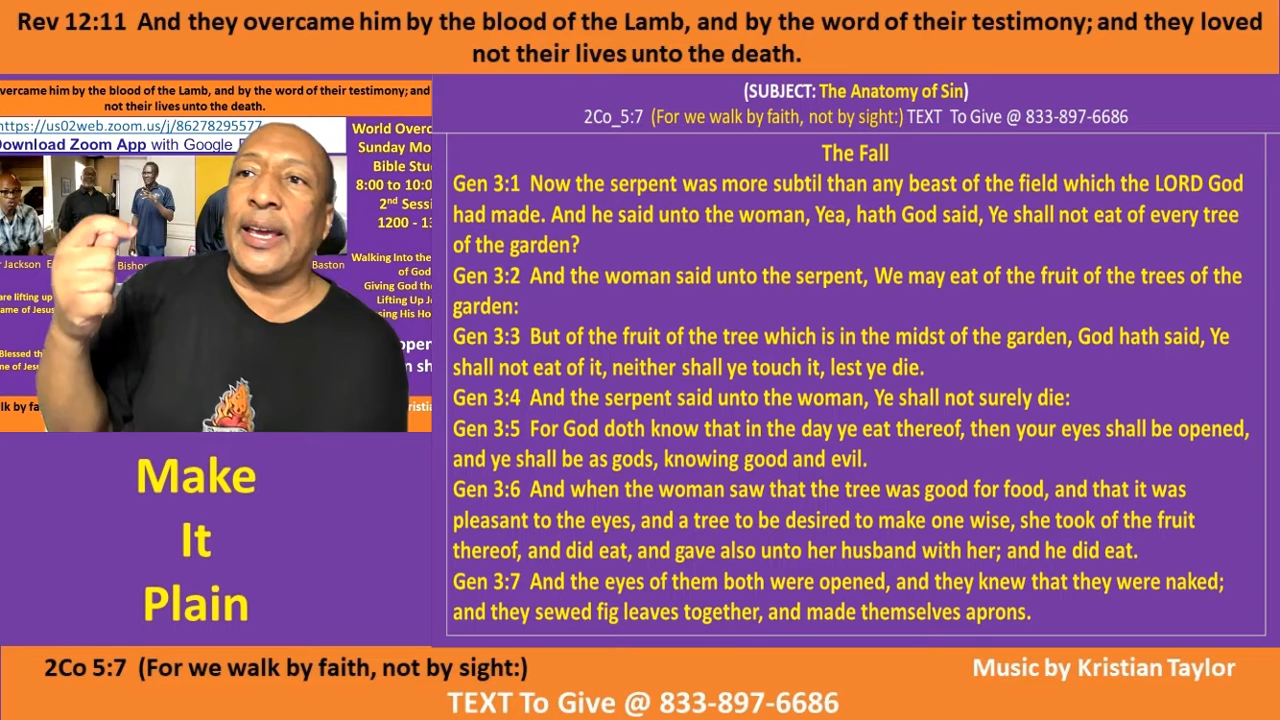 Rev 12:11 And they overcame him by the blood of the Lamb, and by the word of their testimony; and they loved
not their lives unto the death.
vercame him by the blood of the Lamb, and by the word of their testimony; and
not their lives unto the death.
https://us02web.zoom.us/j/86278295577
Download Zoom App with Google
World Overc
Sunday Mo
Bible Stu
8:00 to 10:0
2nd Sessi
1200 - 13
Jackson
Bishop
Baston
Walking Into the
of God
Giving God the
Lifting Up J
sing His Ho
are lifting up
ame of Jesus
Blessed th
me of Jesu
open
n sh
lk by fa
ristia
Make
It
Plain
(SUBJECT: The Anatomy of Sin)
2Co_5:7 (For we walk by faith, not by sight:) TEXT To Give @ 833-897-6686
The Fall
Gen 3:1 Now the serpent was more subtil than any beast of the field which the LORD God
had made. And he said unto the woman, Yea, hath God said, Ye shall not eat of every tree
of the garden?
Gen 3:2 And the woman said unto the serpent, We may eat of the fruit of the trees of the
garden:
Gen 3:3 But of the fruit of the tree which is in the midst of the garden, God hath said, Ye
shall not eat of it, neither shall ye touch it, lest ye die.
Gen 3:4 And the serpent said unto the woman, Ye shall not surely die:
Gen 3:5 For God doth know that in the day ye eat thereof, then your eyes shall be opened,
and ye shall be as gods, knowing good and evil.
Gen 3:6 And when the woman saw that the tree was good for food, and that it was
pleasant to the eyes, and a tree to be desired to make one wise, she took of the fruit
thereof, and did eat, and gave also unto her husband with her; and he did eat.
Gen 3:7 And the eyes of them both were opened, and they knew that they were naked;
and they sewed fig leaves together, and made themselves aprons.
2Co 5:7 (For we walk by faith, not by sight:)
Music by Kristian Taylor
TEXT To Give @ 833-897-6686